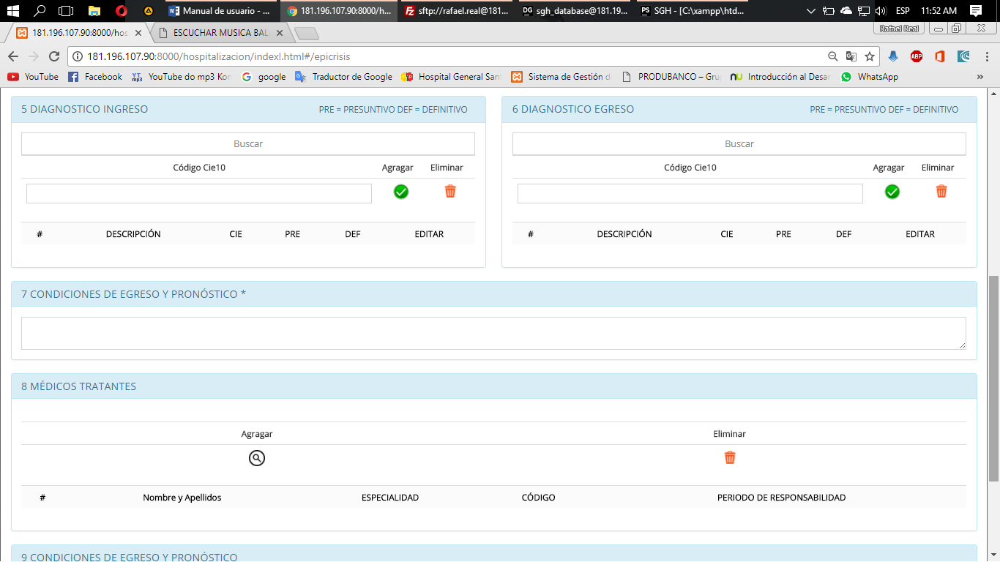 Manual de usuario - ...
181.196.107.90:8000/h...
sftp://rafael.real@181...
sgh_database@181.19...
SGH - [C:\xampp\htd...
ESP
11:52 AM
181.196.107.90:8000/hos
ESCUCHAR MUSICA BAL
Rafael Real
181.196.107.90:8000/hospitalizacion/index!.html#/epicrisis
YouTube
Facebook
YouTube do mp3 Kon
google
Traductor de Google
Hospital General Sant
Sistema de Gestión d
PRODUBANCO – Gru
Introducción al Desar
WhatsApp
5 DIAGNOSTICO INGRESO
PRE = PRESUNTIVO DEF = DEFINITIVO
6 DIAGNOSTICO EGRESO
PRE = PRESUNTIVO DEF = DEFINITIVO
Buscar
Buscar
Código Cie10 Agragar Eliminar
Código Cie10 Agragar Eliminar
# DESCRIPCIÓN CIE PRE DEF EDITAR
# DESCRIPCIÓN CIE PRE DEF EDITAR
7 CONDICIONES DE EGRESO Y PRONÓSTICO *
8 MÉDICOS TRATANTES
Agragar Eliminar
# Nombre y Apellidos ESPECIALIDAD CÓDIGO PERIODO DE RESPONSABILIDAD
9 CONDICIONES DE EGRESO Y PRONÓSTICO